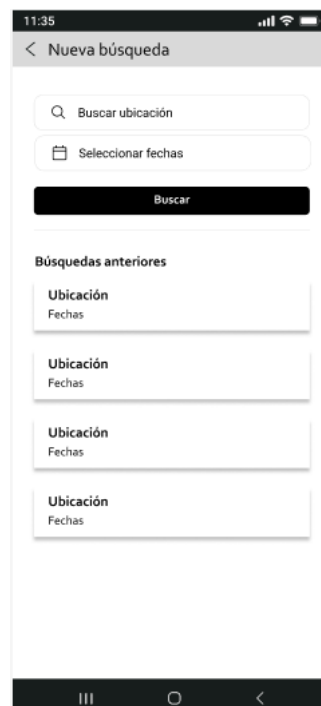 11:35
Nueva búsqueda
Buscar ubicación
Seleccionar fechas
Buscar
Búsquedas anteriores
Ubicación
Fechas
Ubicación
Fechas
Ubicación
Fechas
Ubicación
Fechas